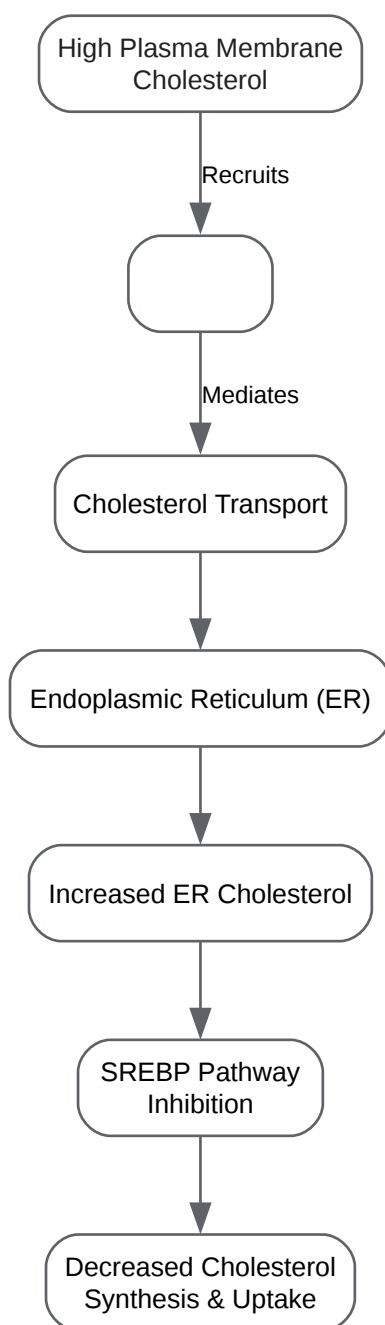 High Plasma Membrane
Cholesterol
Recruits
Mediates
Cholesterol Transport
Endoplasmic Reticulum (ER)
Increased ER Cholesterol
SREBP Pathway
Inhibition
Decreased Cholesterol
Synthesis & Uptake